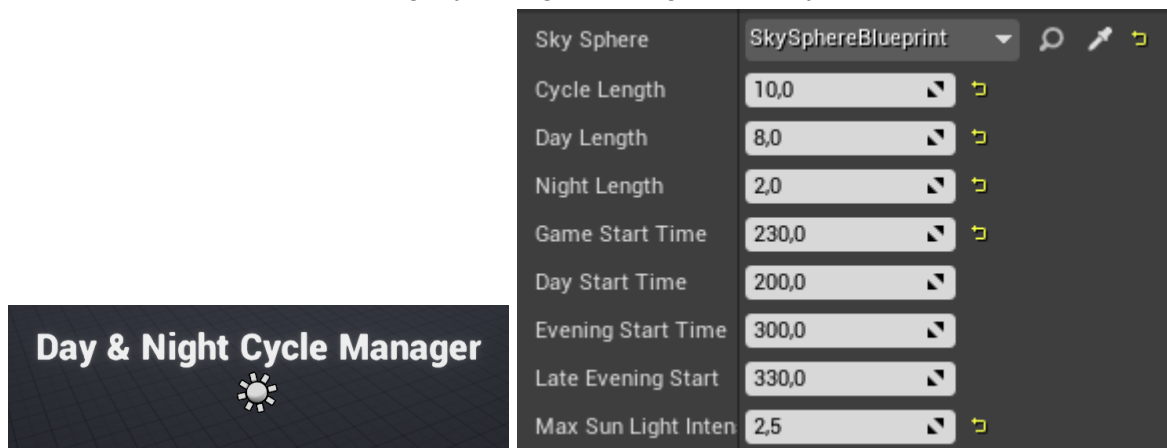 Sky Sphere SkySphereBlueprint
Cycle Length 10,0
Day Length 8,0
Night Length 2,0
Game Start Time 230,0
Day Start Time 200,0
Evening Start Time 300,0
Late Evening Start 330,0
Max Sun Light Inten 2,5
Day & Night Cycle Manager